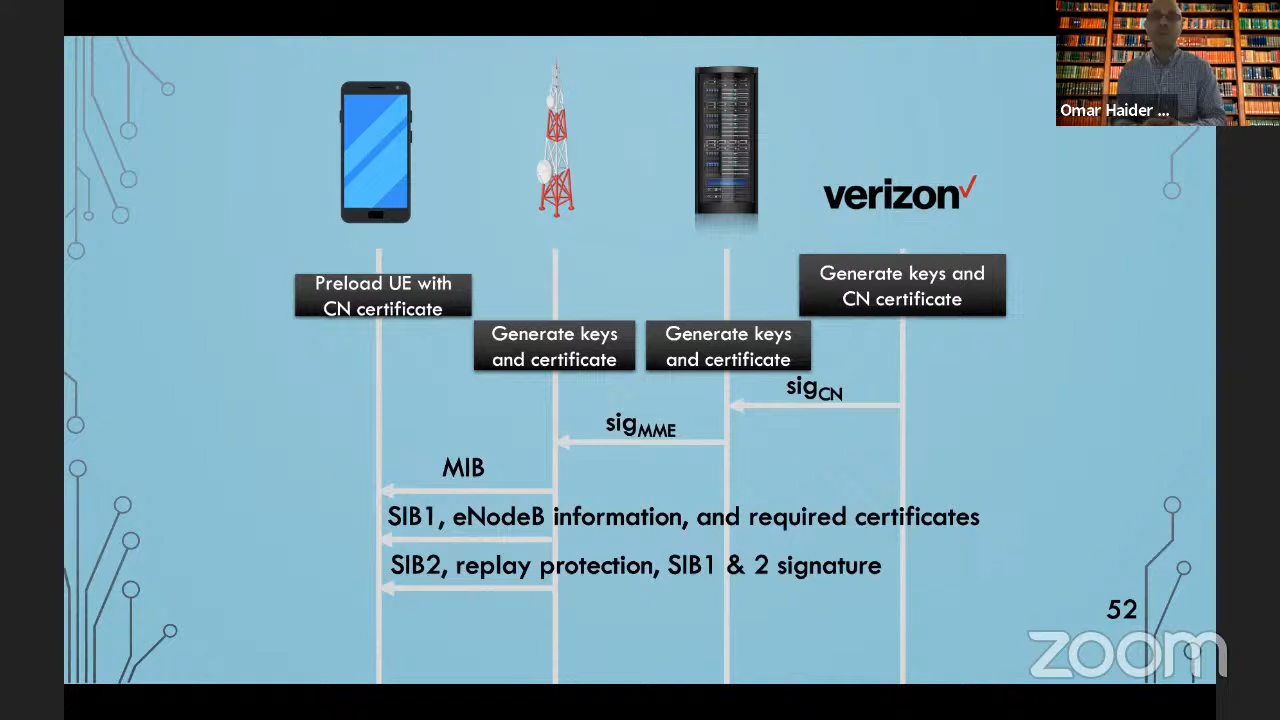 Omar Haider ...
verizon
Preload UE with
CN certificate
Generate keys and
CN certificate
Generate keys
and certificate
Generate keys
and certificate
sigCN
sigMME
MIB
SIB1, eNodeB information, and required certificates
SIB2, replay protection, SIB1 & 2 signature
52
zoom